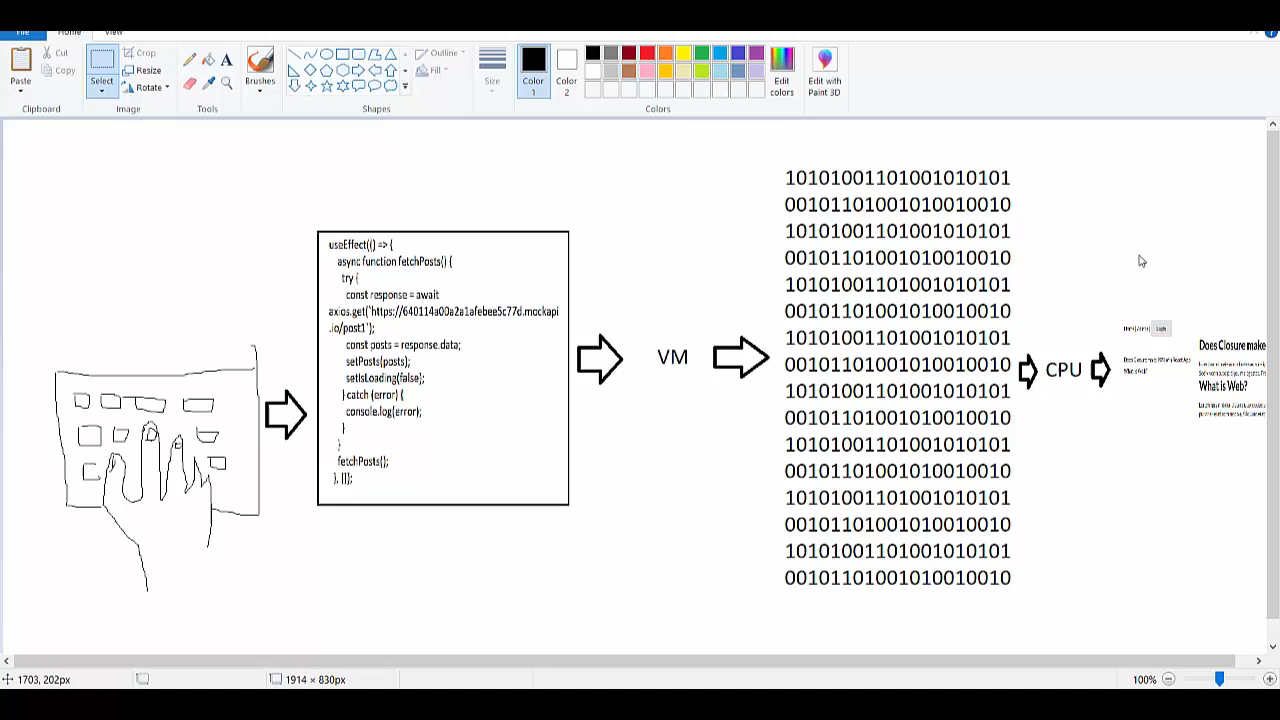 File
Home
View
Paste
Cut
Copy
Clipboard
Select
Crop
Resize
Rotate
Image
Tools
Brushes
Shapes
Outline
Fill
Size
Color
1
Color
2
Colors
Edit
colors
Edit with
Paint 3D
useEffect(() => {
async function fetchPosts() {
try {
const response = await
axios.get(`https://640114a00a2a1afebee5c77d.mockapi
.io/post1`);
const posts = response.data;
setPosts(posts);
setIsLoading(false);
} catch (error) {
console.log(error);
}
}
fetchPosts();
}, []);
VM
10101001101001010101
00101101001010010010
10101001101001010101
00101101001010010010
10101001101001010101
00101101001010010010
10101001101001010101
00101101001010010010
10101001101001010101
00101101001010010010
10101001101001010101
00101101001010010010
10101001101001010101
00101101001010010010
10101001101001010101
00101101001010010010
CPU
Login
What is Web?
Does Closure make
What is Web?
1703, 202px
1914 × 830px
100%